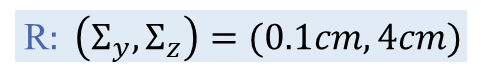 R: (Σ_y, Σ_z) = (0.1cm, 4cm)